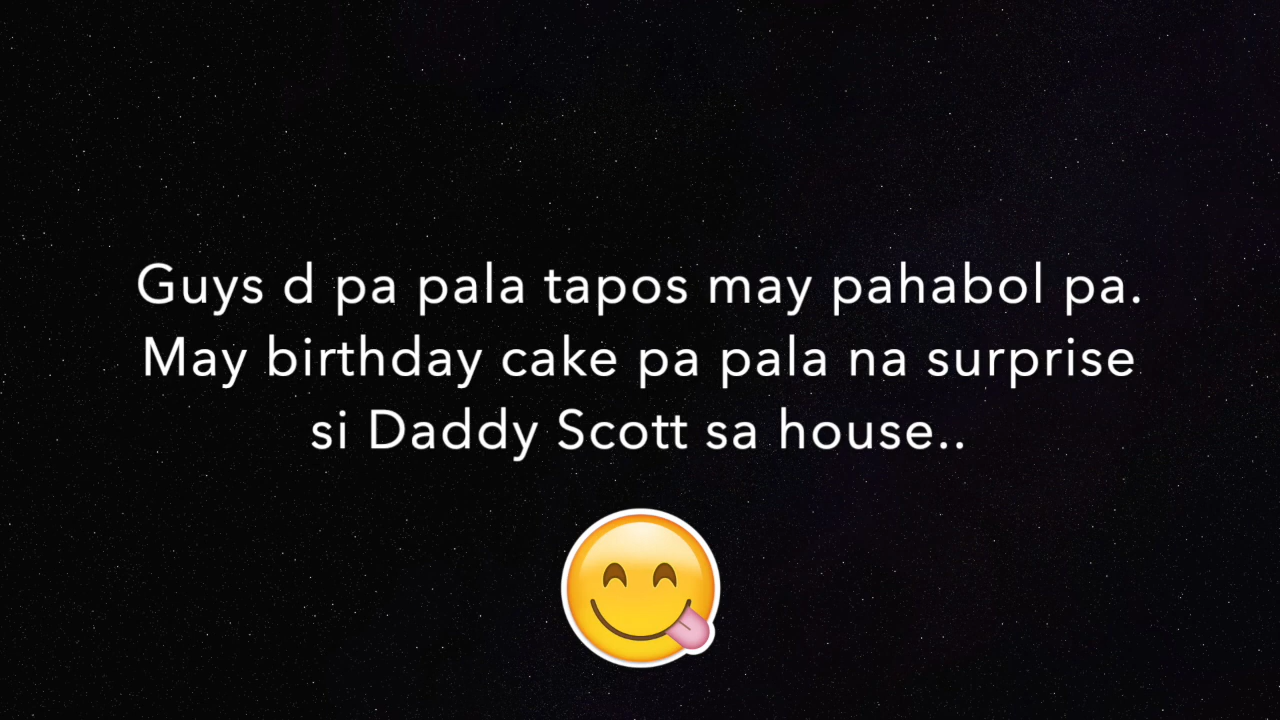 Guys d pa pala tapos may pahabol pa.
May birthday cake pa pala na surprise
si Daddy Scott sa house..